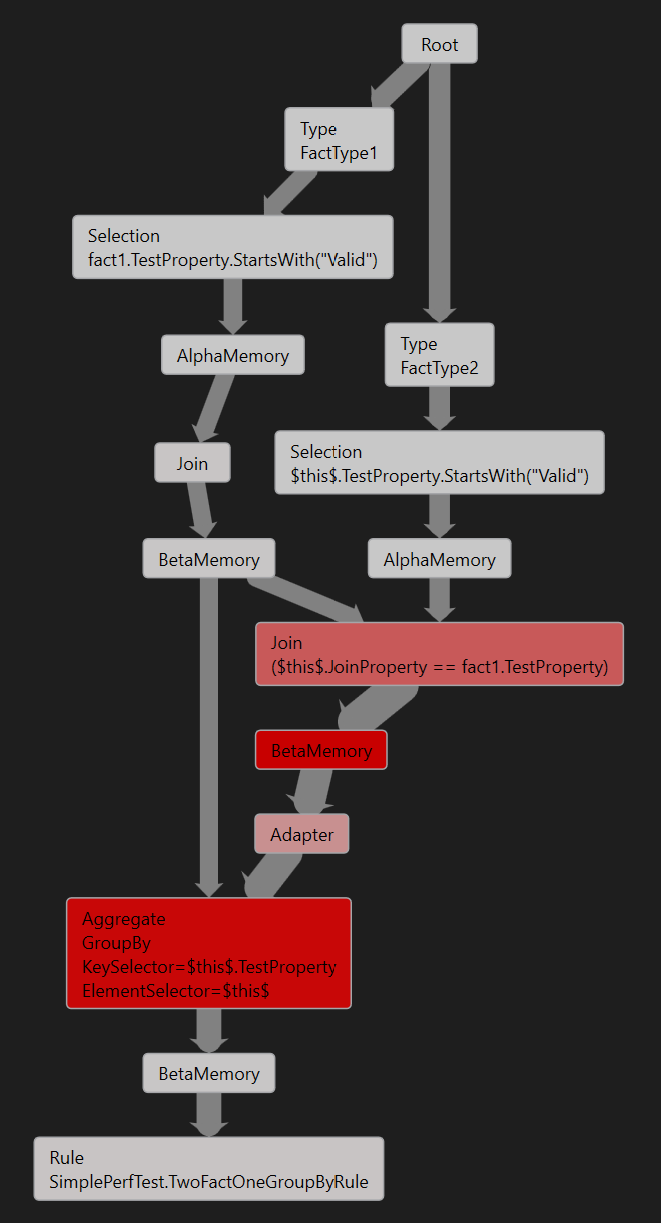 Root
Type
FactType1
Selection
fact1.TestProperty.StartsWith("Valid")
AlphaMemory
Type
FactType2
Join
Selection
$this$.TestProperty.StartsWith("Valid")
BetaMemory
AlphaMemory
Join
($this$.JoinProperty == fact1.TestProperty)
BetaMemory
Adapter
Aggregate
GroupBy
KeySelector=$this$.TestProperty
ElementSelector=$this$
BetaMemory
Rule
SimplePerfTest.TwoFactOneGroupByRule